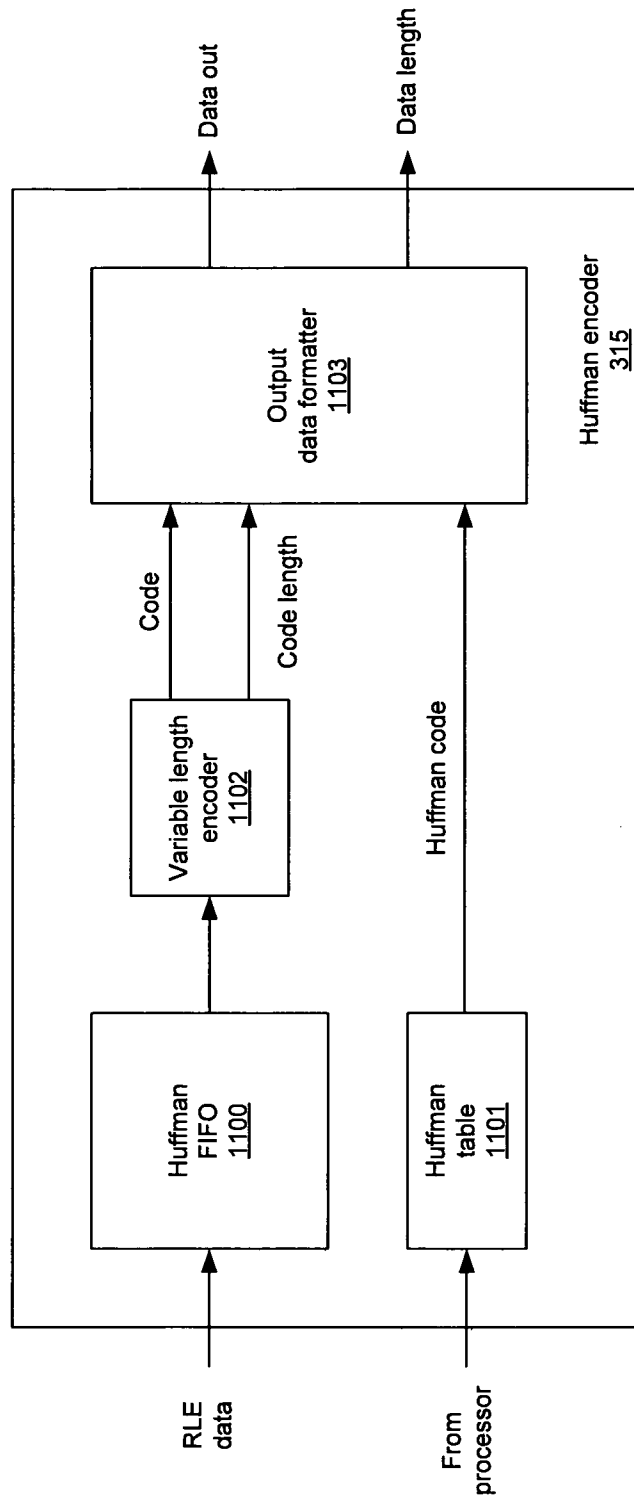 RLE
data
Huffman
FIFO
1100
Variable length
encoder
1102
Code
Code length
Output
data formatter
1103
Data out
Data length
From
processor
Huffman
table
1101
Huffman code
Huffman encoder
315